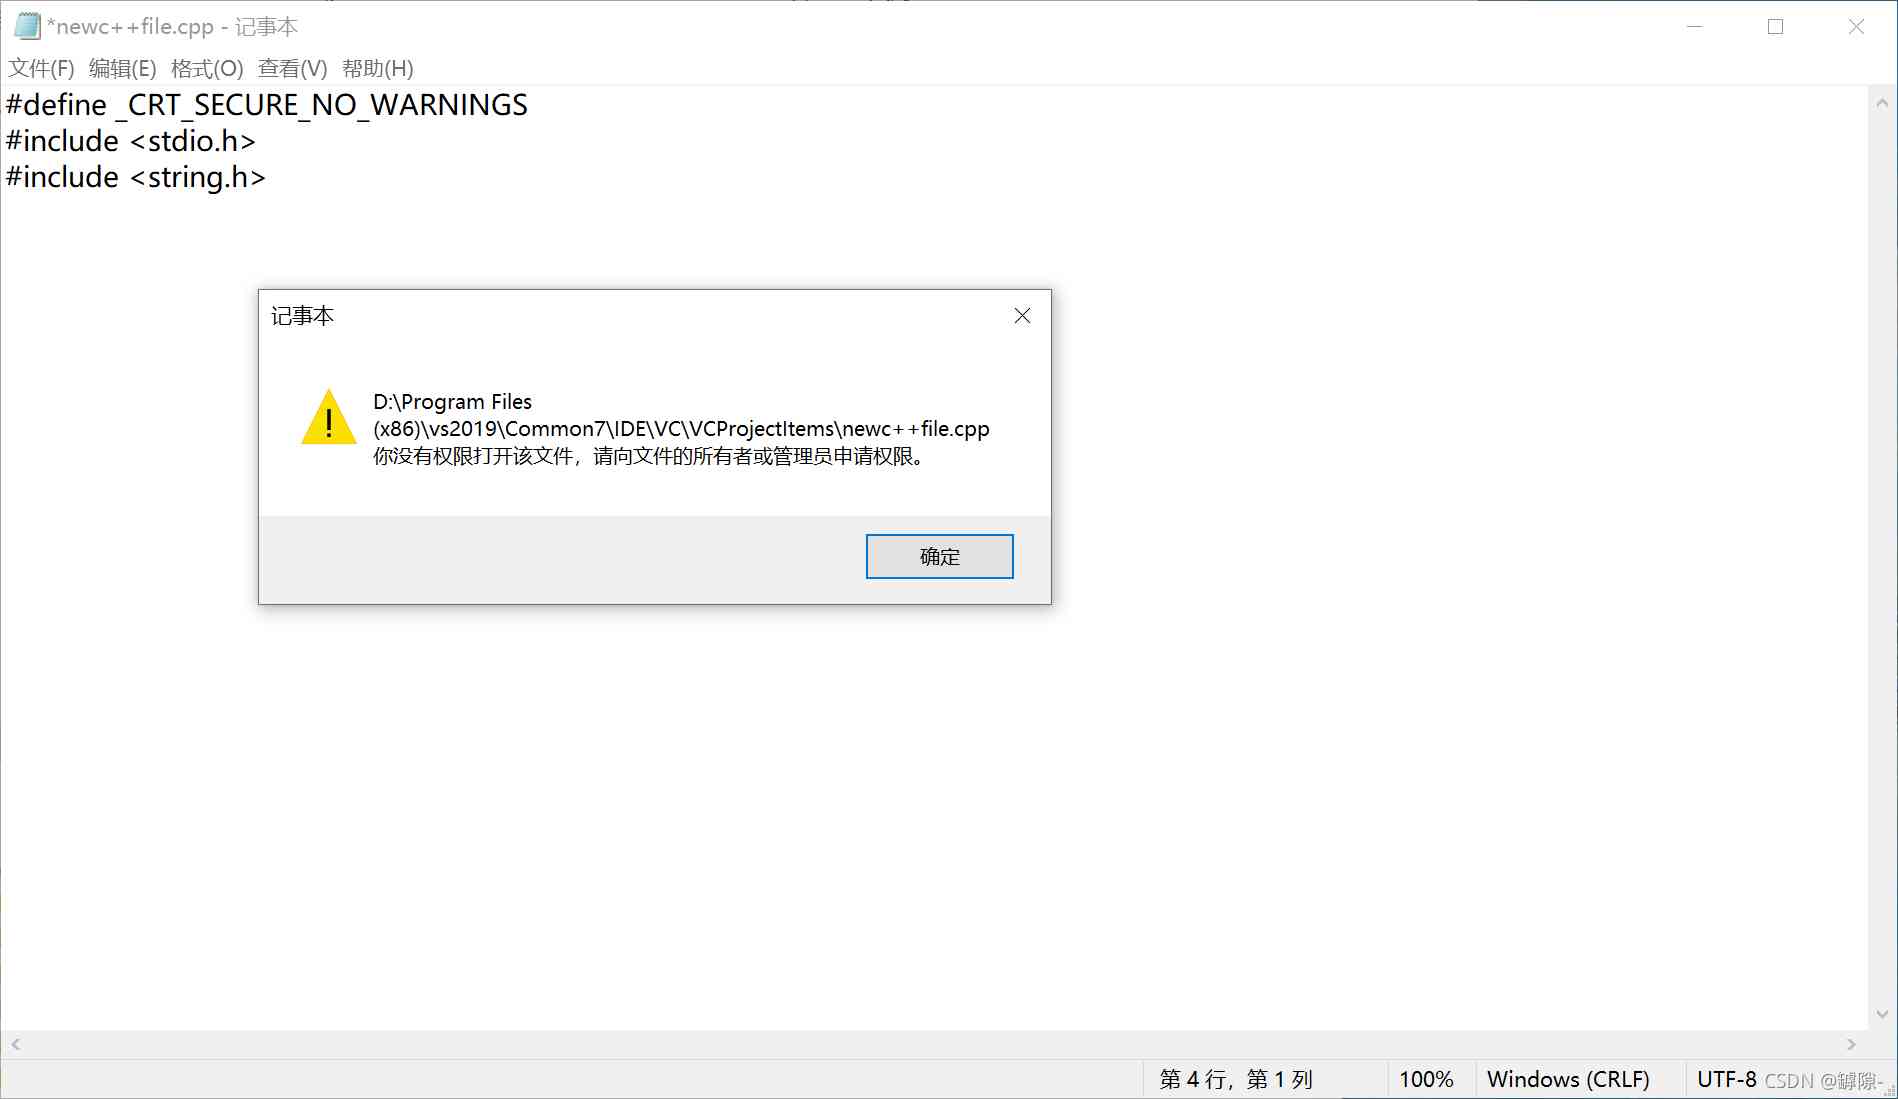 *newc++file.cpp - 记事本
文件(F) 编辑(E) 格式(O) 查看(V) 帮助(H)
#define _CRT_SECURE_NO_WARNINGS
#include <stdio.h>
#include <string.h>
记事本
D:\Program Files
(x86)\vs2019\Common7\IDE\VC\VCProjectItems\newc++file.cpp
你没有权限打开该文件，请向文件的所有者或管理员申请权限。
确定
第 4 行，第 1 列 100% Windows (CRLF) UTF-8
CSDN @罅隙-